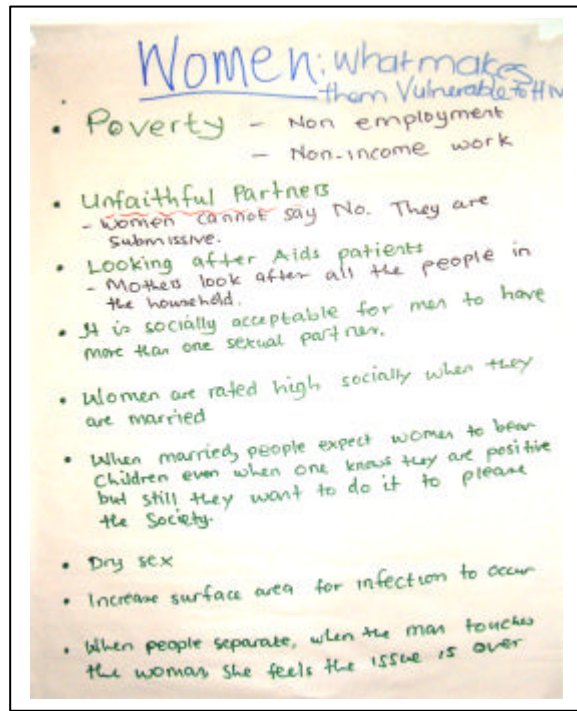 Women: What makes
them Vulnerable to HIV
• Poverty - Non employment
- Non-income work
• Unfaithful Partners
- Women cannot say No. They are
Submissive.
• Looking after Aids patients
- Mothers look after all the people in
the household.
• It is socially acceptable for men to have
more than one sexual partner.
• Women are rated high socially when they
are married
• When married, people expect women to bear
Children even when one knows they are positive
but still they want to do it to please
the Society.
• Dry sex
• Increase surface area for infection to occur
• When people separate, when the man touches
the woman, she feels the issue is over